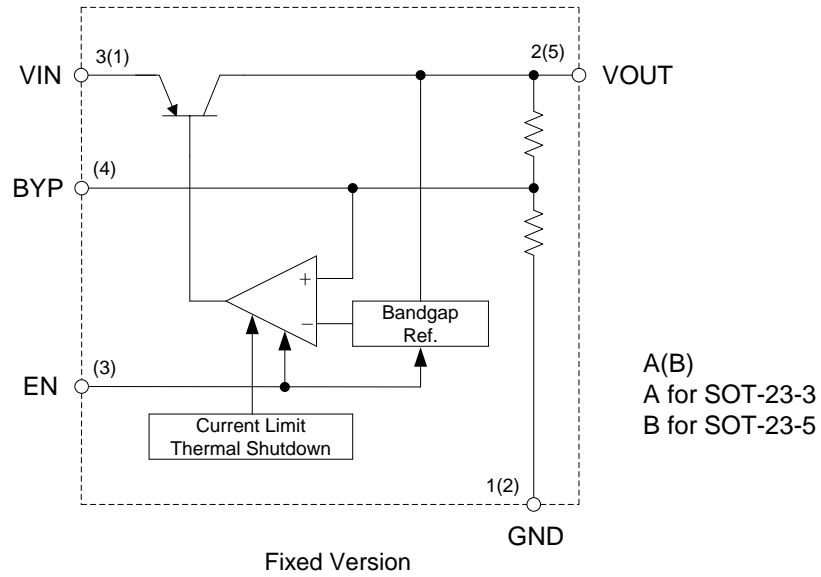 3(1)
2(5)
VIN
VOUT
(4)
BYP
+
−
Bandgap
Ref.
(3)
EN
A(B)
A for SOT-23-3
B for SOT-23-5
Current Limit
Thermal Shutdown
1(2)
GND
Fixed Version